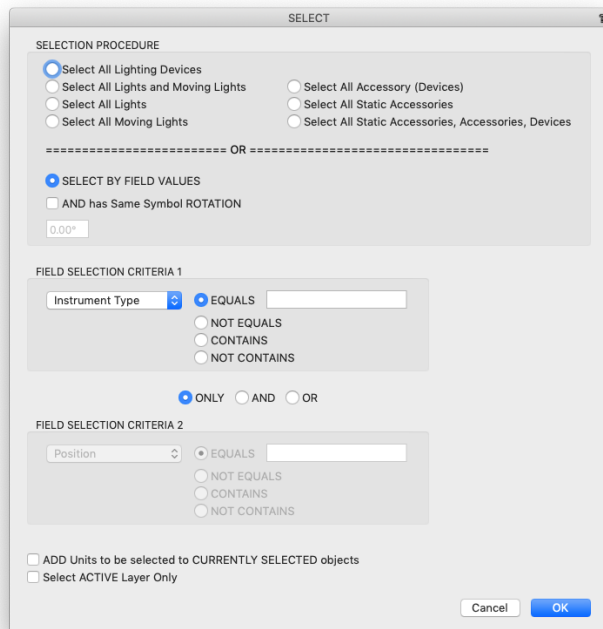 SELECT
SELECTION PROCEDURE
Select All Lighting Devices
Select All Lights and Moving Lights
Select All Accessory (Devices)
Select All Lights
Select All Static Accessories
Select All Moving Lights
Select All Static Accessories, Accessories, Devices
========================= OR =================================
SELECT BY FIELD VALUES
AND has Same Symbol ROTATION
0.00°
FIELD SELECTION CRITERIA 1
Instrument Type
EQUALS
NOT EQUALS
CONTAINS
NOT CONTAINS
ONLY AND OR
FIELD SELECTION CRITERIA 2
Position
EQUALS
NOT EQUALS
CONTAINS
NOT CONTAINS
ADD Units to be selected to CURRENTLY SELECTED objects
Select ACTIVE Layer Only
Cancel OK